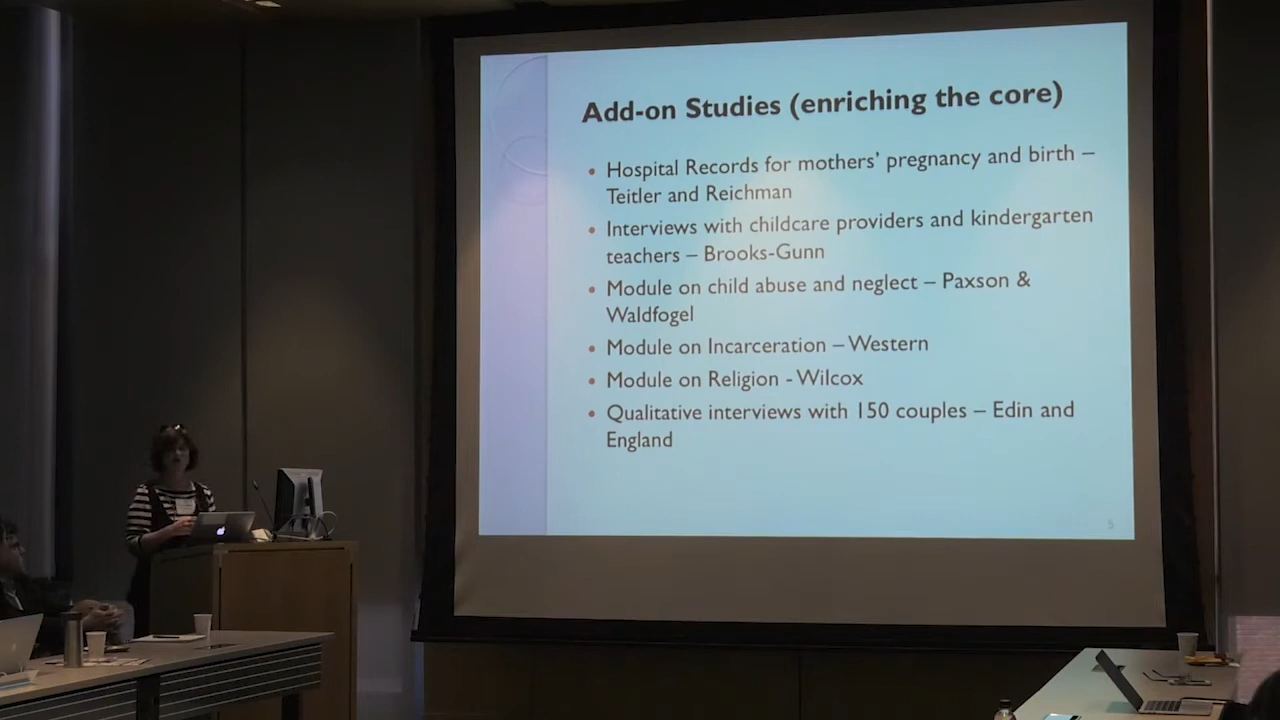 Add-on Studies (enriching the core)
• Hospital Records for mothers’ pregnancy and birth –
Teitler and Reichman
• Interviews with childcare providers and kindergarten
teachers – Brooks-Gunn
• Module on child abuse and neglect – Paxson &
Waldfogel
• Module on Incarceration – Western
• Module on Religion - Wilcox
• Qualitative interviews with 150 couples – Edin and
England
5